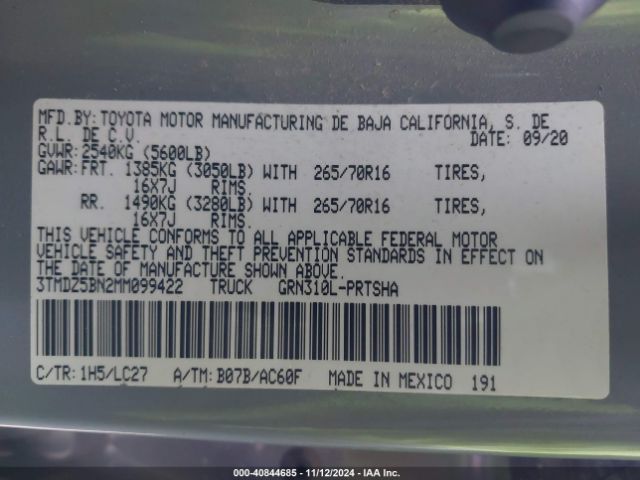 MFD.BY: TOYOTA MOTOR MANUFACTURING DE BAJA CALIFORNIA, S. DE
R.L. DE C.V. DATE: 09/20
GVWR: 2540KG (5600LB)
GAWR: FRT. 1385KG (3050LB) WITH 265/70R16 TIRES,
16X7J RIMS.
RR. 1490KG (3280LB) WITH 265/70R16 TIRES,
16X7J RIMS.
THIS VEHICLE CONFORMS TO ALL APPLICABLE FEDERAL MOTOR
VEHICLE SAFETY AND THEFT PREVENTION STANDARDS IN EFFECT ON
THE DATE OF MANUFACTURE SHOWN ABOVE.
3TMDZ5BN2MM099422 TRUCK GRN310L-PRTSHA
C/TR: 1H5/LC27 A/TM: B07B/AC60F MADE IN MEXICO 191
000-40844685 - 11/12/2024 - IAA Inc.